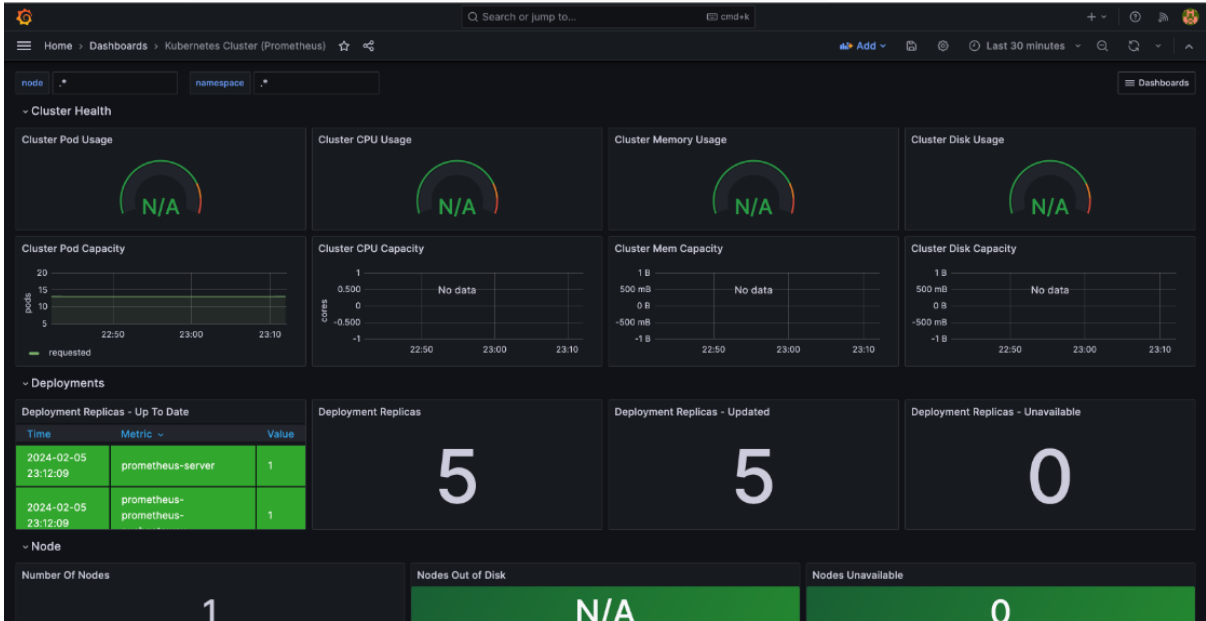 Search or jump to...
cmd+k
Home › Dashboards › Kubernetes Cluster (Prometheus)
Add
Last 30 minutes
node .*
namespace .*
Dashboards
Cluster Health
Cluster Pod Usage
N/A
Cluster CPU Usage
N/A
Cluster Memory Usage
N/A
Cluster Disk Usage
N/A
Cluster Pod Capacity
20
15
10
5
pods
22:50 23:00 23:10
requested
Cluster CPU Capacity
1
0.500
0
-0.500
-1
cores
No data
22:50 23:00 23:10
Cluster Mem Capacity
1 B
500 mB
0 B
-500 mB
-1 B
No data
22:50 23:00 23:10
Cluster Disk Capacity
1 B
500 mB
0 B
-500 mB
-1 B
No data
22:50 23:00 23:10
Deployments
Deployment Replicas - Up To Date
Time Metric Value
2024-02-05
23:12:09
prometheus-server
1
2024-02-05
23:12:09
prometheus-
prometheus-
1
Deployment Replicas
5
Deployment Replicas - Updated
5
Deployment Replicas - Unavailable
0
Node
Number Of Nodes
1
Nodes Out of Disk
N/A
Nodes Unavailable
0